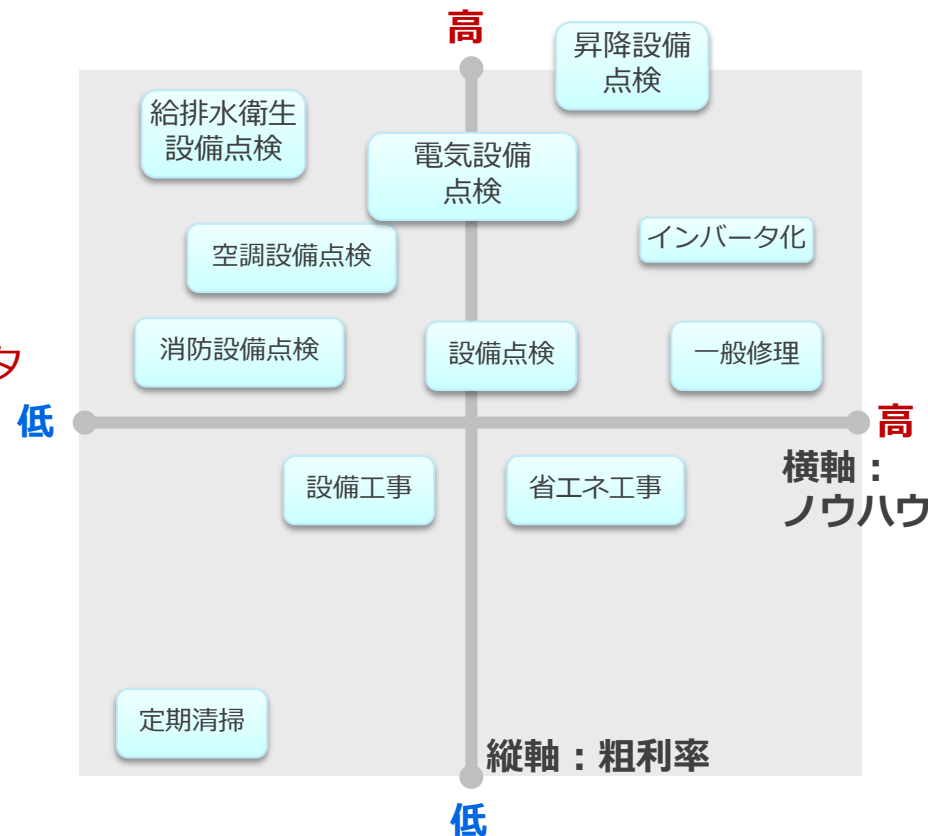 高
昇降設備
点検
給排水衛生
設備点検
電気設備
点検
インバータ化
空調設備点検
消防設備点検
設備点検
一般修理
タ
低
高
横軸：
ノウハウ
設備工事
省エネ工事
定期清掃
縦軸：粗利率
低